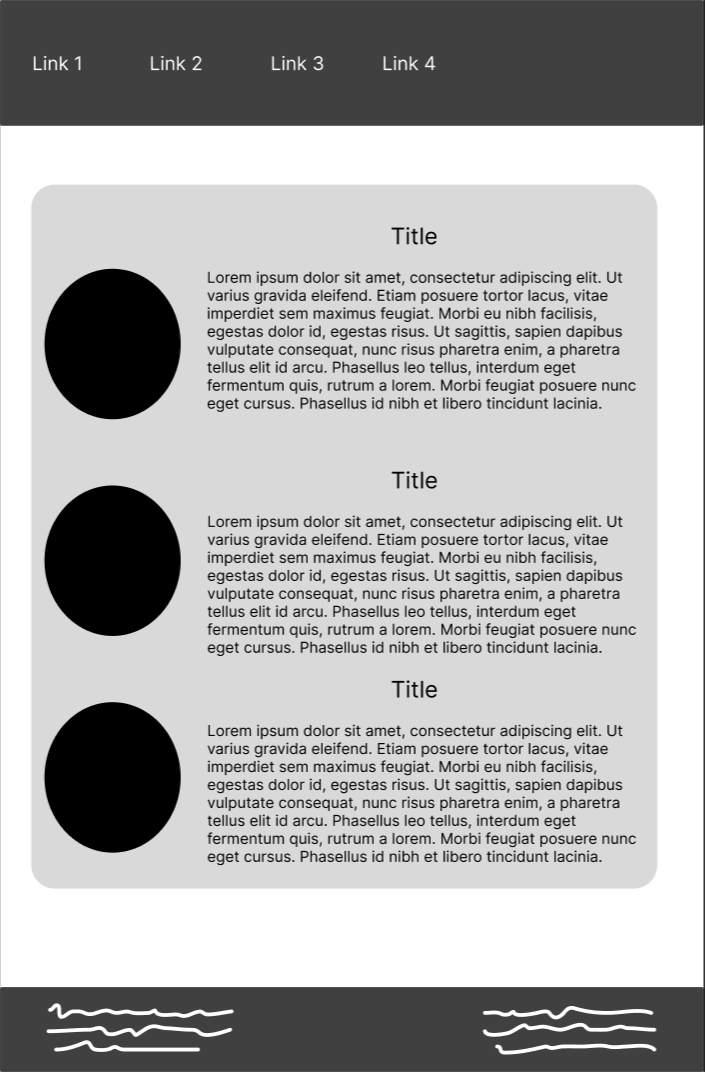 Link 1 Link 2 Link 3 Link 4
Title
Lorem ipsum dolor sit amet, consectetur adipiscing elit. Ut
varius gravida eleifend. Etiam posuere tortor lacus, vitae
imperdiet sem maximus feugiat. Morbi eu nibh facilisis,
egestas dolor id, egestas risus. Ut sagittis, sapien dapibus
vulputate consequat, nunc risus pharetra enim, a pharetra
tellus elit id arcu. Phasellus leo tellus, interdum eget
fermentum quis, rutrum a lorem. Morbi feugiat posuere nunc
eget cursus. Phasellus id nibh et libero tincidunt lacinia.
Title
Lorem ipsum dolor sit amet, consectetur adipiscing elit. Ut
varius gravida eleifend. Etiam posuere tortor lacus, vitae
imperdiet sem maximus feugiat. Morbi eu nibh facilisis,
egestas dolor id, egestas risus. Ut sagittis, sapien dapibus
vulputate consequat, nunc risus pharetra enim, a pharetra
tellus elit id arcu. Phasellus leo tellus, interdum eget
fermentum quis, rutrum a lorem. Morbi feugiat posuere nunc
eget cursus. Phasellus id nibh et libero tincidunt lacinia.
Title
Lorem ipsum dolor sit amet, consectetur adipiscing elit. Ut
varius gravida eleifend. Etiam posuere tortor lacus, vitae
imperdiet sem maximus feugiat. Morbi eu nibh facilisis,
egestas dolor id, egestas risus. Ut sagittis, sapien dapibus
vulputate consequat, nunc risus pharetra enim, a pharetra
tellus elit id arcu. Phasellus leo tellus, interdum eget
fermentum quis, rutrum a lorem. Morbi feugiat posuere nunc
eget cursus. Phasellus id nibh et libero tincidunt lacinia.